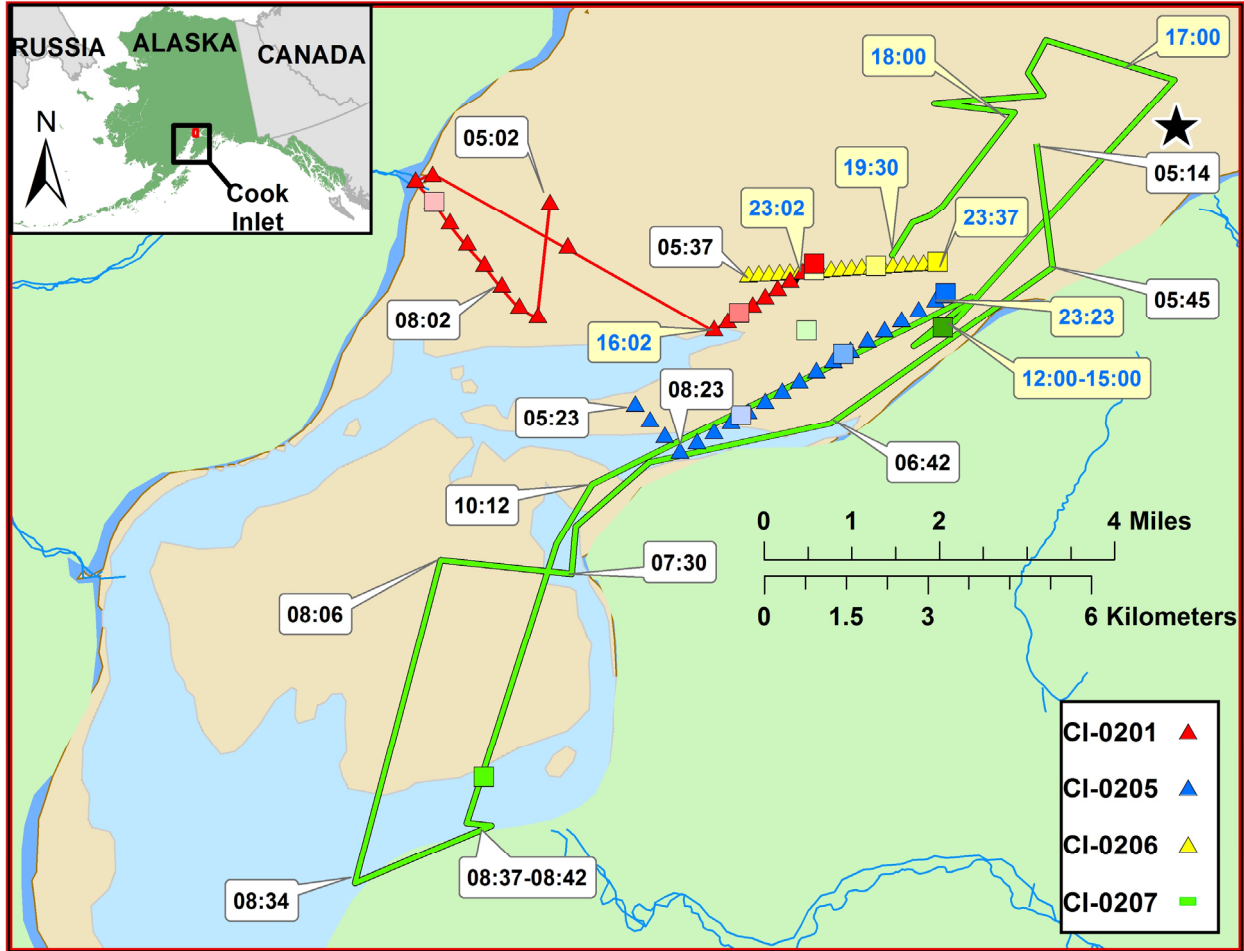 RUSSIA
ALASKA
CANADA
N
Cook
Inlet
05:02
18:00
17:00
05:14
19:30
23:02
23:37
05:37
05:45
08:02
16:02
23:23
12:00-15:00
08:23
05:23
06:42
10:12
0 1 2 4 Miles
0 1.5 3 6 Kilometers
07:30
08:06
08:34
08:37-08:42
CI-0201
CI-0205
CI-0206
CI-0207